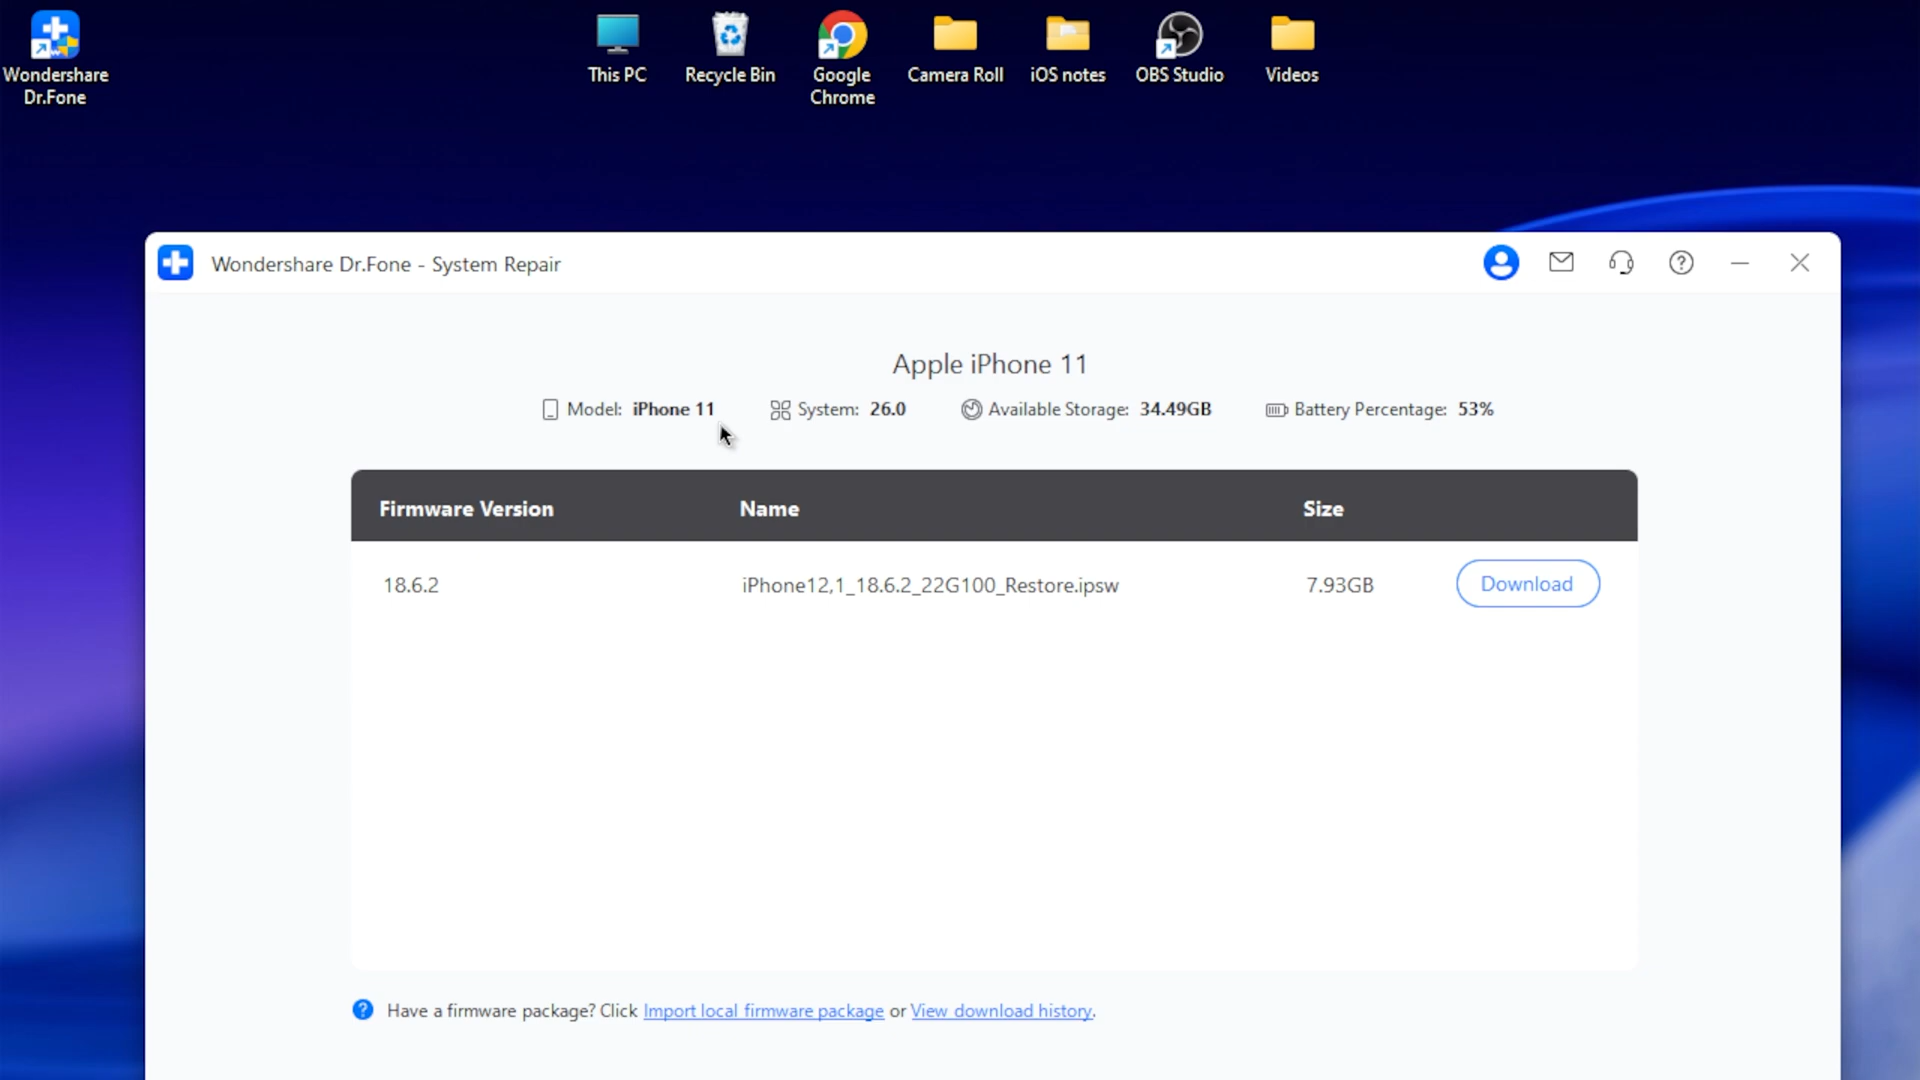 Wondershare
Dr.Fone
This PC
Recycle Bin
Google
Chrome
Camera Roll
iOS notes
OBS Studio
Videos
Wondershare Dr.Fone - System Repair
Apple iPhone 11
Model: iPhone 11 System: 26.0 Available Storage: 34.49GB Battery Percentage: 53%
Firmware Version Name Size
18.6.2 iPhone12,1_18.6.2_22G100_Restore.ipsw 7.93GB Download
Have a firmware package? Click Import local firmware package or View download history.